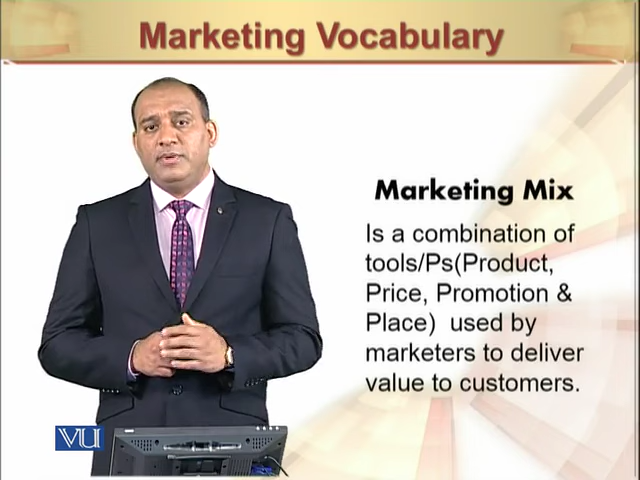 Marketing Vocabulary
Marketing Mix
Is a combination of
tools/Ps(Product,
Price, Promotion &
Place) used by
marketers to deliver
value to customers.
VU